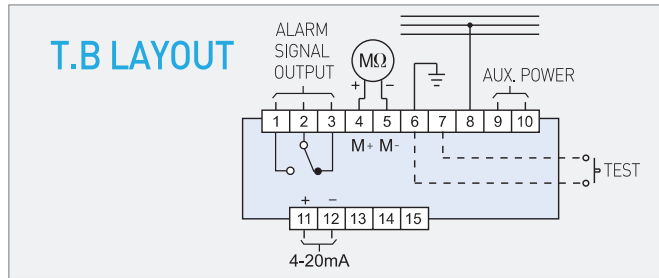 T.B LAYOUT
ALARM
SIGNAL
OUTPUT
MΩ
+ −
AUX. POWER
1 2 3 4 5 6 7 8 9 10
M+ M-
TEST
+ −
11 12 13 14 15
4-20mA